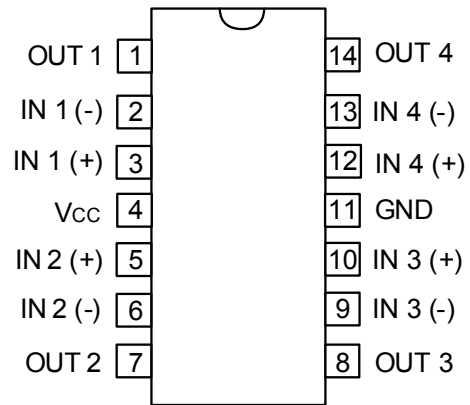 OUT 1 1 14 OUT 4
IN 1 (-) 2 13 IN 4 (-)
IN 1 (+) 3 12 IN 4 (+)
VCC 4 11 GND
IN 2 (+) 5 10 IN 3 (+)
IN 2 (-) 6 9 IN 3 (-)
OUT 2 7 8 OUT 3